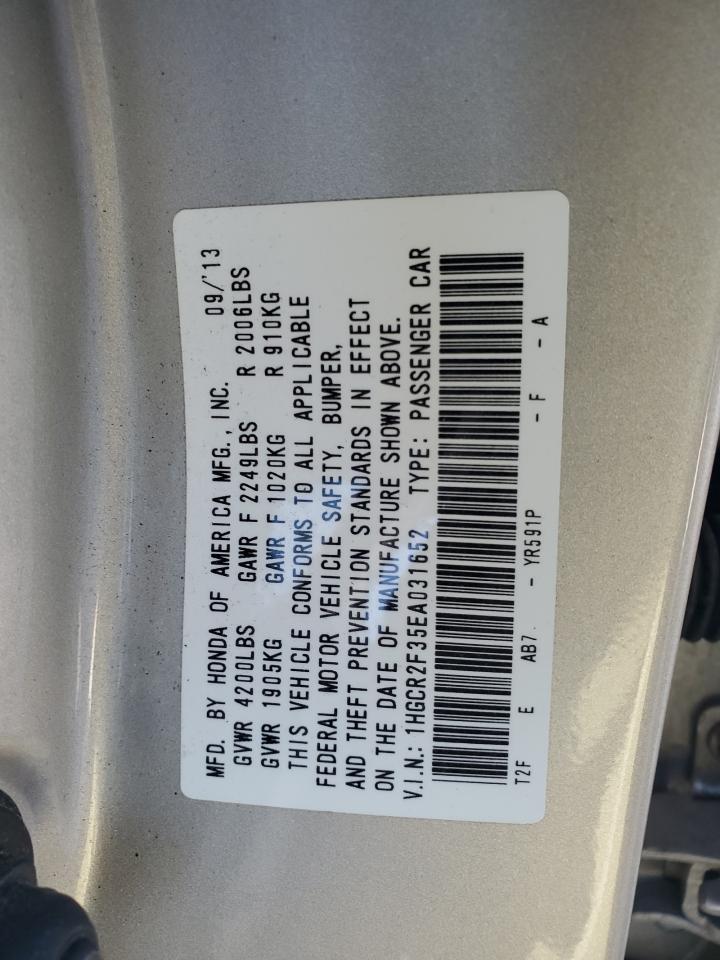 MFD. BY HONDA OF AMERICA MFG., INC. 09/'13
GVWR 4200LBS GAWR F 2249LBS R 2006LBS
GVWR 1905KG GAWR F 1020KG R 910KG
THIS VEHICLE CONFORMS TO ALL APPLICABLE
FEDERAL MOTOR VEHICLE SAFETY, BUMPER,
AND THEFT PREVENTION STANDARDS IN EFFECT
ON THE DATE OF MANUFACTURE SHOWN ABOVE.
V.I.N.: 1HGCR2F35EA031652 TYPE: PASSENGER CAR
T2F E AB7. - YR591P - F - A